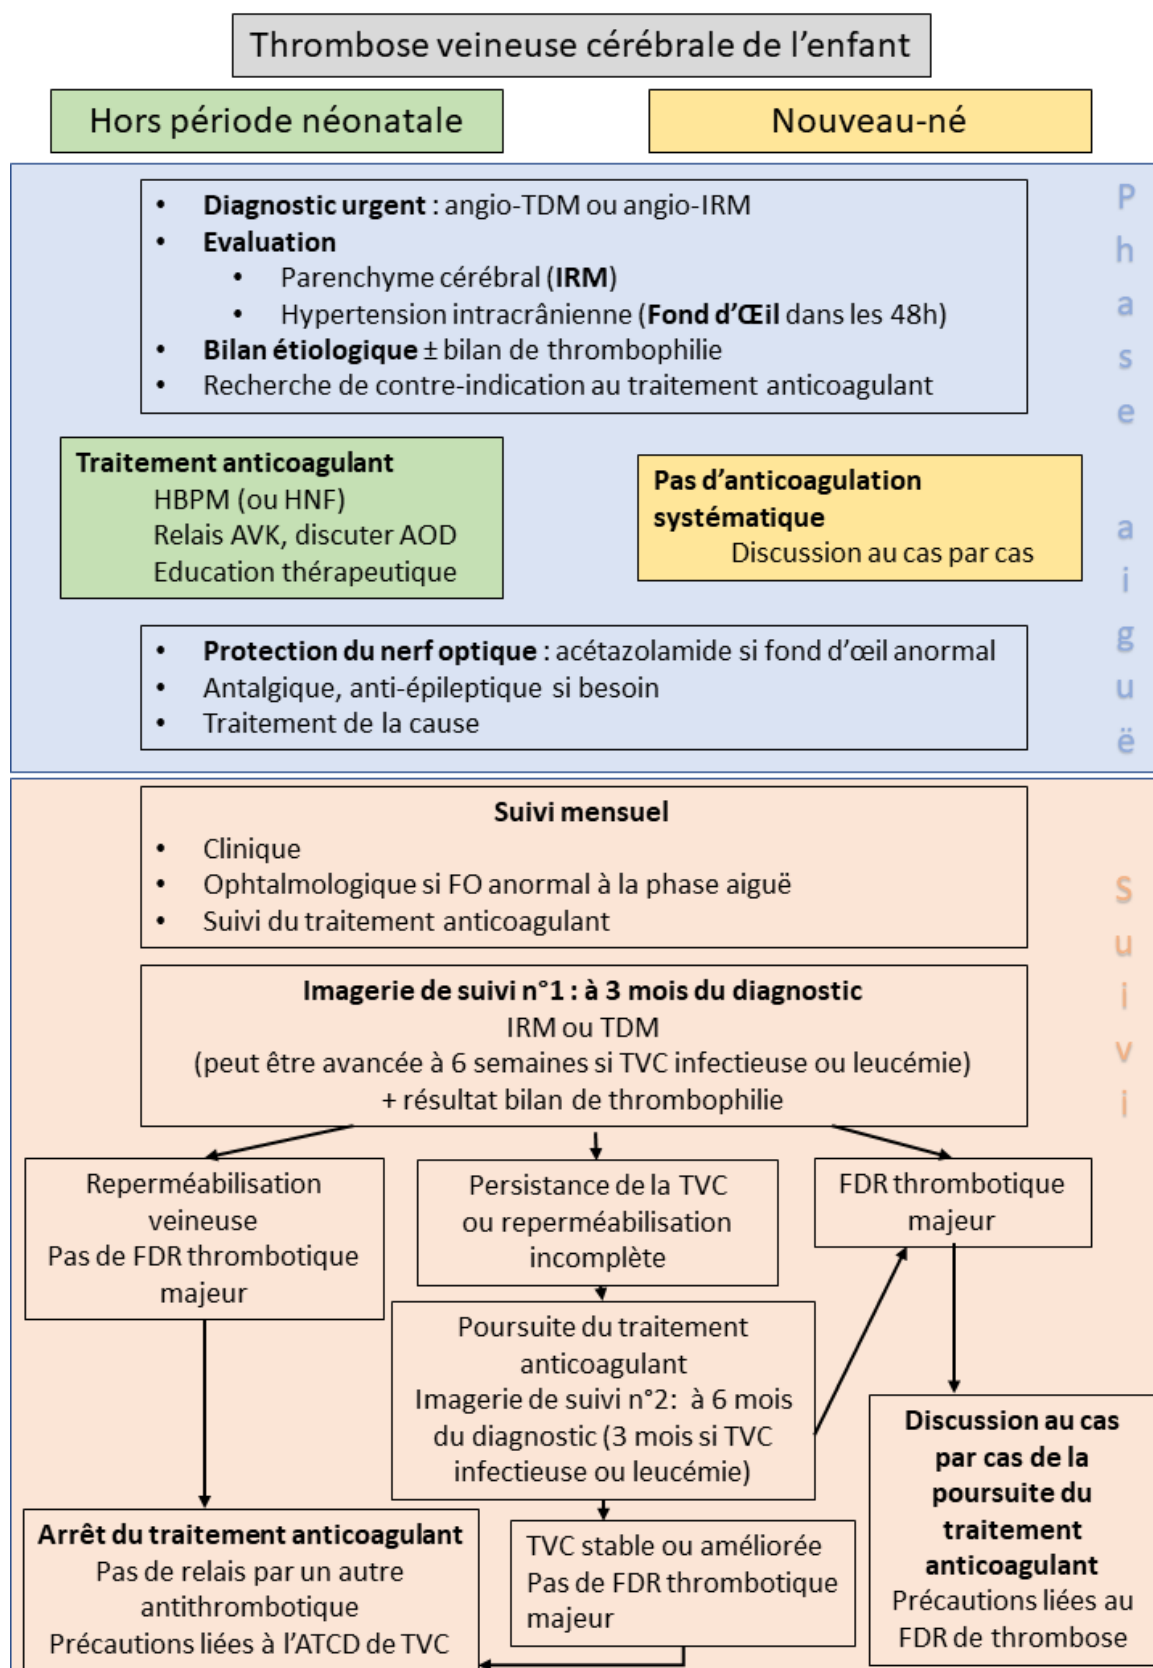 Thrombose veineuse cérébrale de l'enfant
Hors période néonatale
Nouveau-né
Phase aiguë
• Diagnostic urgent : angio-TDM ou angio-IRM
• Evaluation
• Parenchyme cérébral (IRM)
• Hypertension intracrânienne (Fond d'Œil dans les 48h)
• Bilan étiologique ± bilan de thrombophilie
• Recherche de contre-indication au traitement anticoagulant
Traitement anticoagulant
HBPM (ou HNF)
Relais AVK, discuter AOD
Education thérapeutique
Pas d'anticoagulation
systématique
Discussion au cas par cas
• Protection du nerf optique : acétazolamide si fond d'œil anormal
• Antalgique, anti-épileptique si besoin
• Traitement de la cause
Suivi
Suivi mensuel
• Clinique
• Ophtalmologique si FO anormal à la phase aiguë
• Suivi du traitement anticoagulant
Imagerie de suivi n°1 : à 3 mois du diagnostic
IRM ou TDM
(peut être avancée à 6 semaines si TVC infectieuse ou leucémie)
+ résultat bilan de thrombophilie
Reperméabilisation
veineuse
Pas de FDR thrombotique
majeur
Persistance de la TVC
ou reperméabilisation
incomplète
FDR thrombotique
majeur
Poursuite du traitement
anticoagulant
Imagerie de suivi n°2: à 6 mois
du diagnostic (3 mois si TVC
infectieuse ou leucémie)
Discussion au cas
par cas de la
poursuite du
traitement
anticoagulant
Précautions liées au
FDR de thrombose
Arrêt du traitement anticoagulant
Pas de relais par un autre
antithrombotique
Précautions liées à l'ATCD de TVC
TVC stable ou améliorée
Pas de FDR thrombotique
majeur